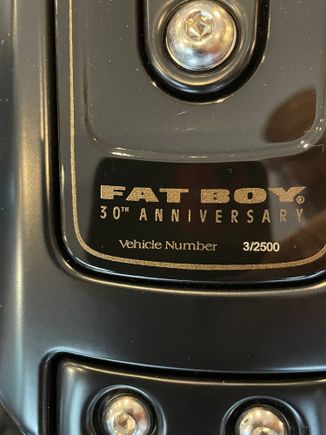 FAT BOY®
30TH ANNIVERSARY
Vehicle Number 3/2500